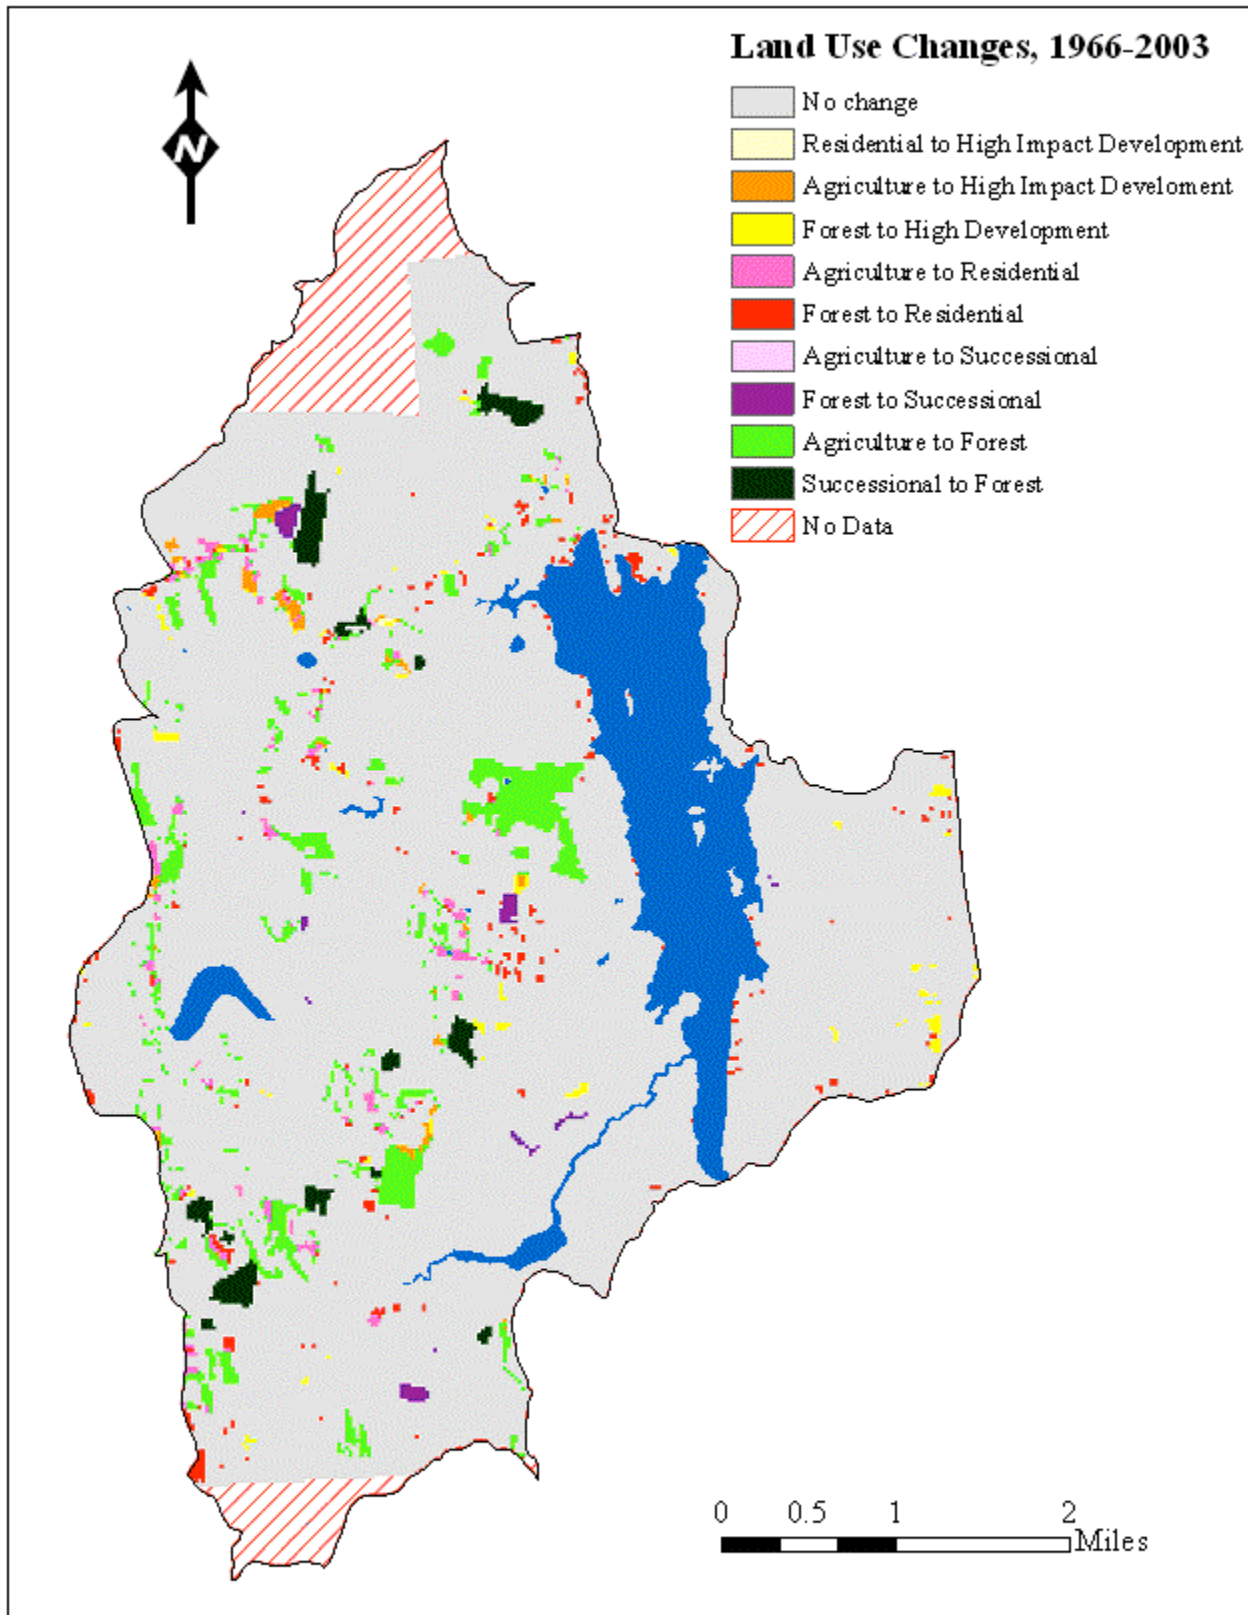 Land Use Changes, 1966-2003
N
No change
Residential to High Impact Development
Agriculture to High Impact Develoment
Forest to High Development
Agriculture to Residential
Forest to Residential
Agriculture to Successional
Forest to Successional
Agriculture to Forest
Successional to Forest
No Data
0 0.5 1 2
Miles